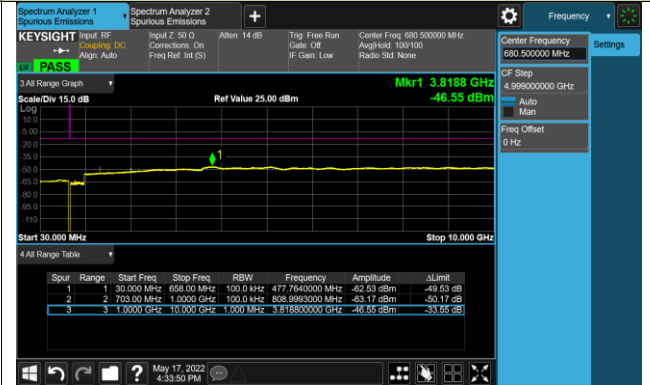 Spectrum Analyzer 1
Spurious Emissions
Spectrum Analyzer 2
Spurious Emissions
Frequency
KEYSIGHT
Input: RF
Coupling: DC
Align: Auto
Input Z: 50 Ω
Corrections: On
Freq Ref: Int (S)
Atten: 14 dB
Trig: Free Run
Gate: Off
IF Gain: Low
Center Freq: 680.500000 MHz
Avg|Hold: 100/100
Radio Std: None
PASS
Center Frequency
680.500000 MHz
Settings
CF Step
4.999000000 GHz
Auto
Man
Freq Offset
0 Hz
3 All Range Graph
Mkr1 3.8188 GHz
-46.55 dBm
Scale/Div 15.0 dB
Ref Value 25.00 dBm
Log
10.0
-5.00
-20.0
-35.0
-50.0
-65.0
-80.0
-95.0
-110
1
Start 30.000 MHz
Stop 10.000 GHz
4 All Range Table
Spur Range Start Freq Stop Freq RBW Frequency Amplitude ΔLimit
1 1 30.000 MHz 658.00 MHz 100.0 kHz 477.7640000 MHz -62.53 dBm -49.53 dB
2 2 703.00 MHz 1.0000 GHz 100.0 kHz 808.9993000 MHz -63.17 dBm -50.17 dB
3 3 1.0000 GHz 10.000 GHz 1.000 MHz 3.818800000 GHz -46.55 dBm -33.55 dB
May 17, 2022
4:33:50 PM